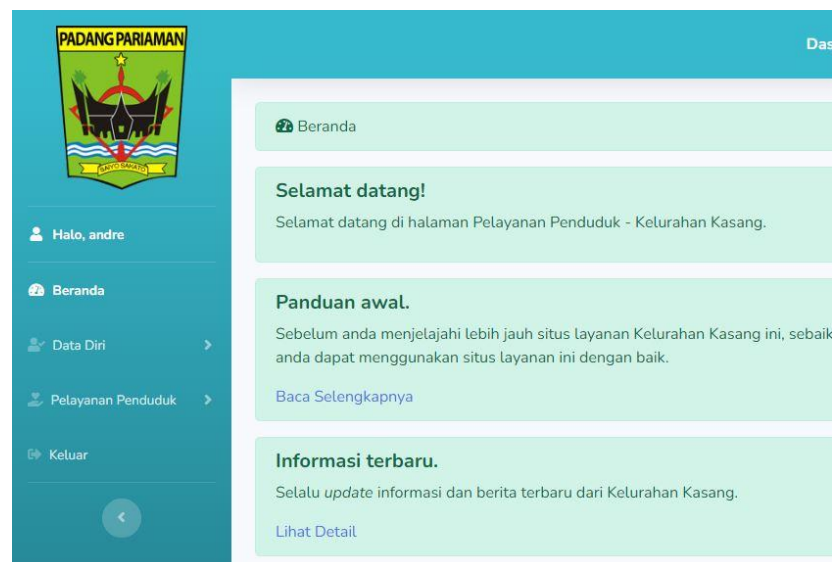 PADANG PARIAMAN
SAIYO SAKATO
Halo, andre
Beranda
Data Diri
Pelayanan Penduduk
Keluar
Beranda
Selamat datang!
Selamat datang di halaman Pelayanan Penduduk - Kelurahan Kasang.
Panduan awal.
Sebelum anda menjelajahi lebih jauh situs layanan Kelurahan Kasang ini, sebaik
anda dapat menggunakan situs layanan ini dengan baik.
Baca Selengkapnya
Informasi terbaru.
Selalu update informasi dan berita terbaru dari Kelurahan Kasang.
Lihat Detail